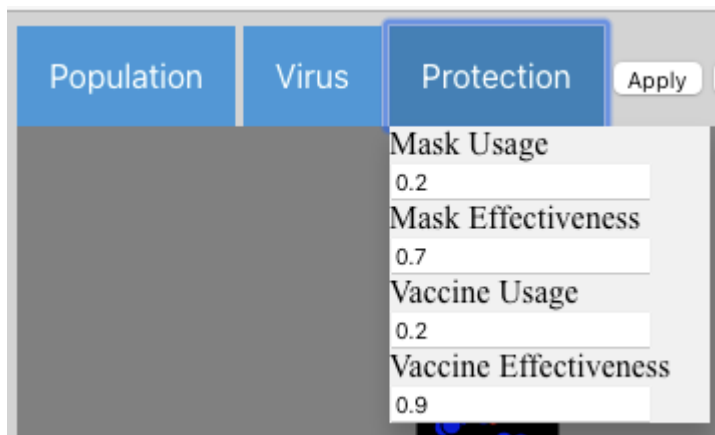 Population Virus Protection Apply
Mask Usage
0.2
Mask Effectiveness
0.7
Vaccine Usage
0.2
Vaccine Effectiveness
0.9